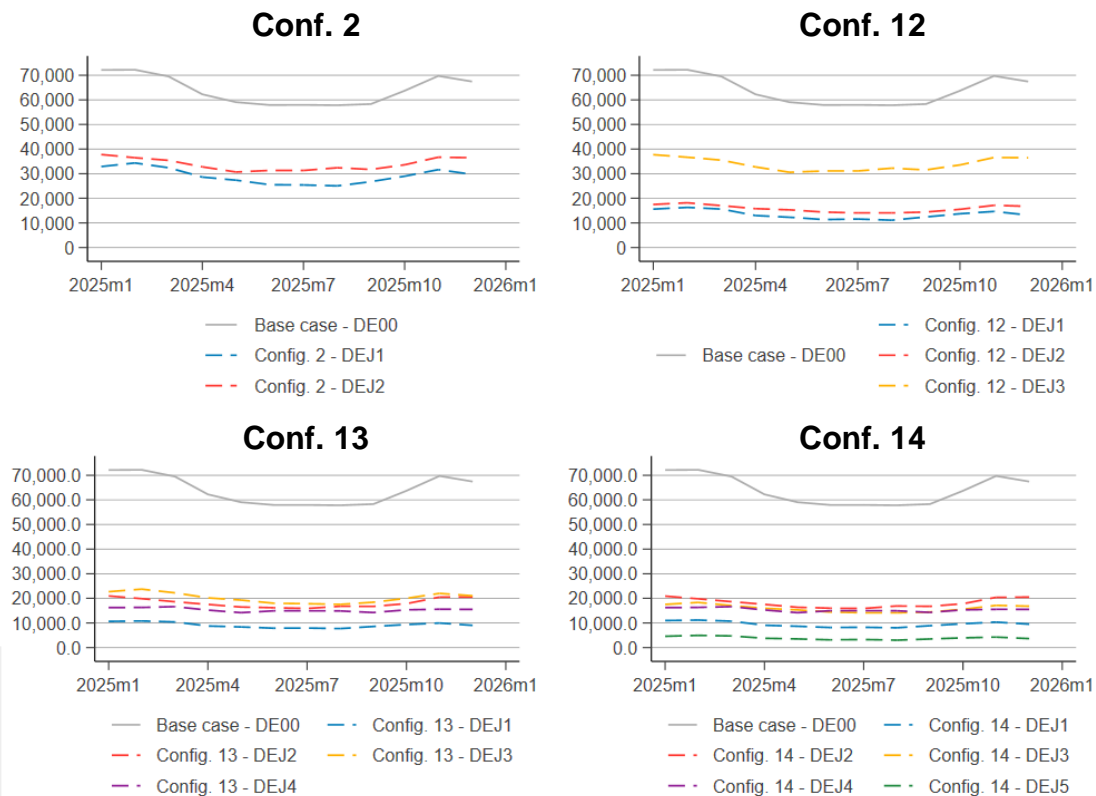 Conf. 2
70,000
60,000
50,000
40,000
30,000
20,000
10,000
0
2025m1 2025m4 2025m7 2025m10 2026m1
Base case - DE00
Config. 2 - DEJ1
Config. 2 - DEJ2
Conf. 12
70,000
60,000
50,000
40,000
30,000
20,000
10,000
0
2025m1 2025m4 2025m7 2025m10 2026m1
Base case - DE00
Config. 12 - DEJ1
Config. 12 - DEJ2
Config. 12 - DEJ3
Conf. 13
70,000.0
60,000.0
50,000.0
40,000.0
30,000.0
20,000.0
10,000.0
0.0
2025m1 2025m4 2025m7 2025m10 2026m1
Base case - DE00 Config. 13 - DEJ1
Config. 13 - DEJ2 Config. 13 - DEJ3
Config. 13 - DEJ4
Conf. 14
70,000.0
60,000.0
50,000.0
40,000.0
30,000.0
20,000.0
10,000.0
0.0
2025m1 2025m4 2025m7 2025m10 2026m1
Base case - DE00 Config. 14 - DEJ1
Config. 14 - DEJ2 Config. 14 - DEJ3
Config. 14 - DEJ4 Config. 14 - DEJ5